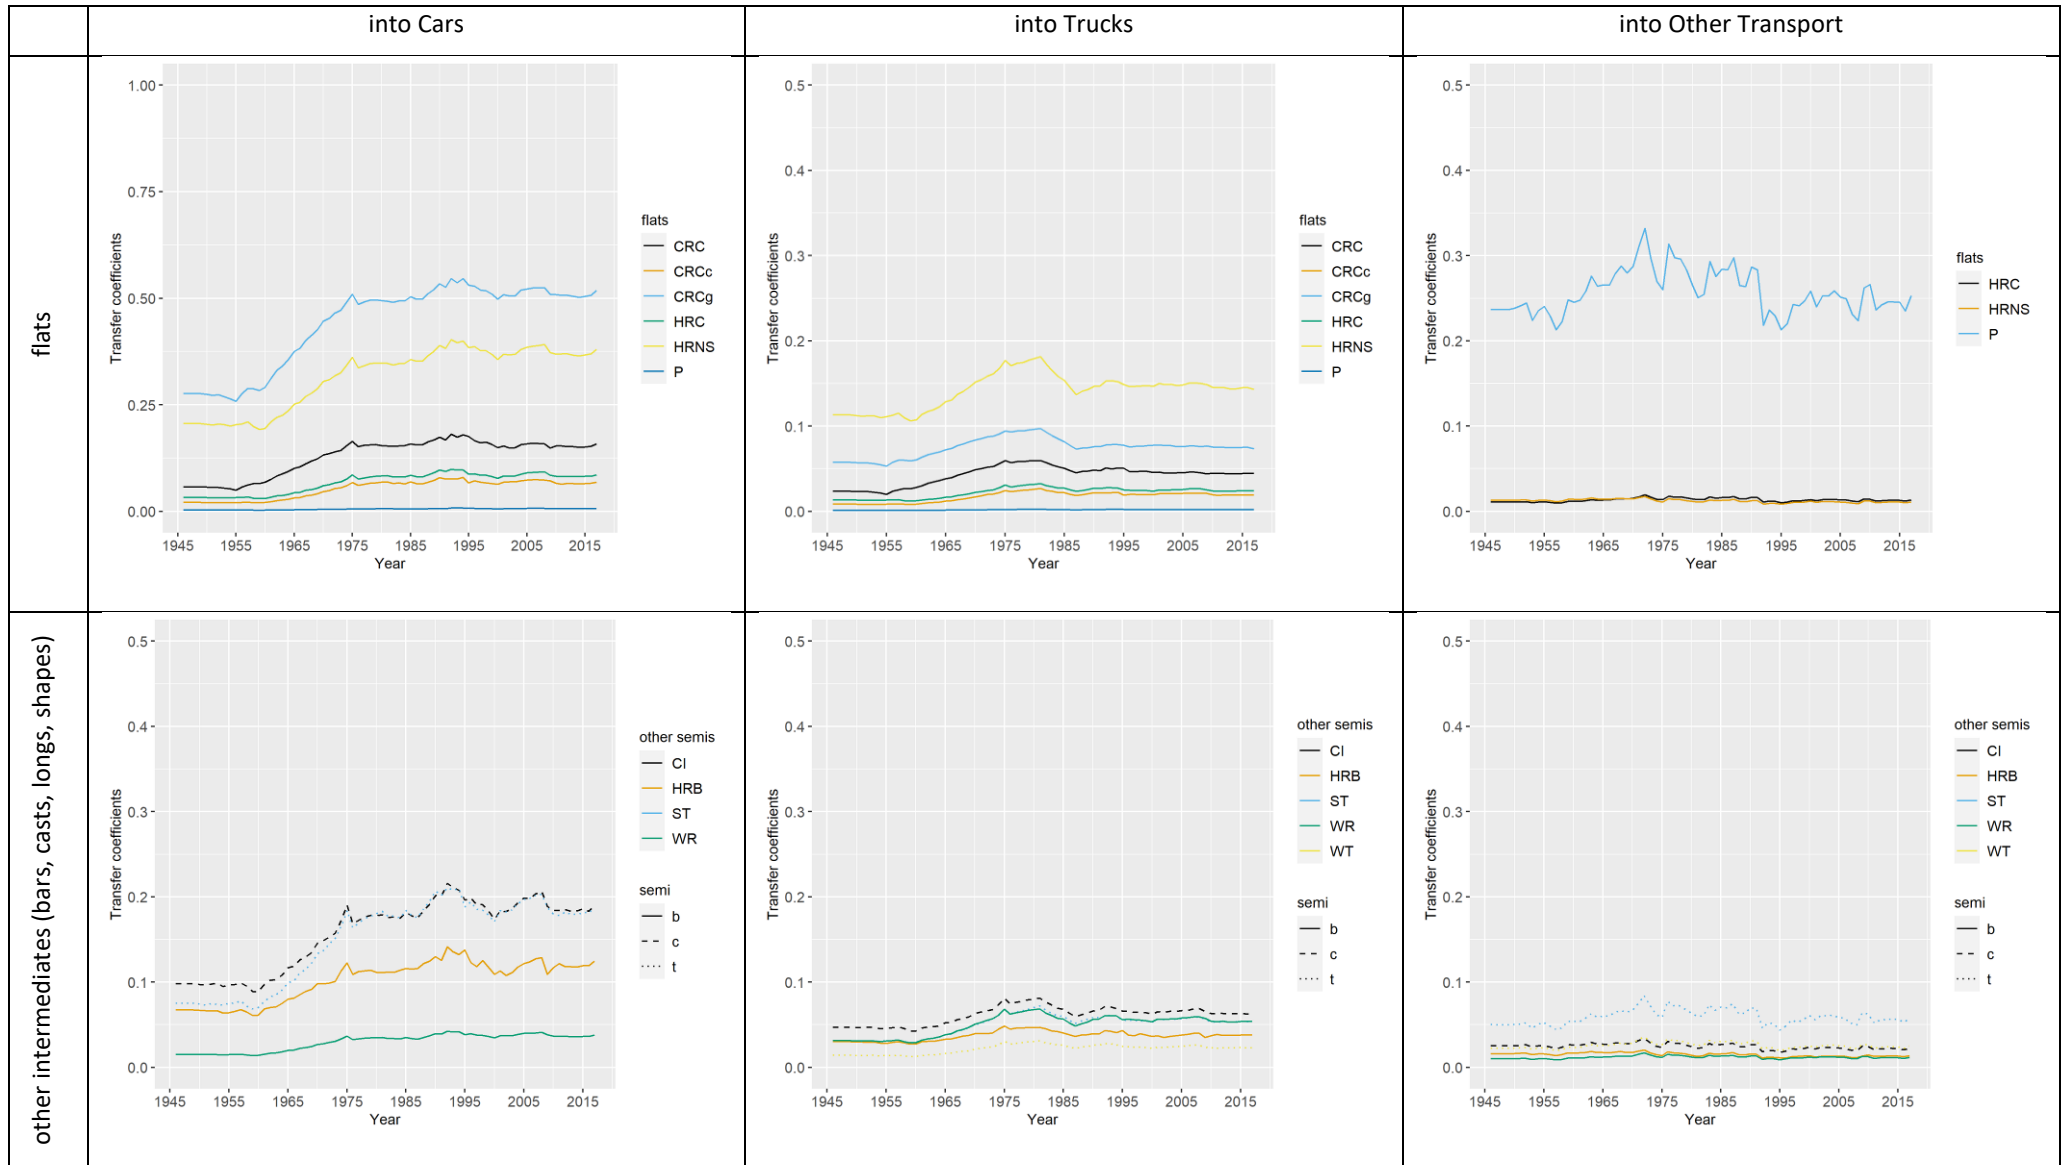 into Cars
into Trucks
into Other Transport
flats
Transfer coefficients
1.00
0.75
0.50
0.25
0.00
1945 1955 1965 1975 1985 1995 2005 2015
Year
flats
CRC
CRCc
CRCg
HRC
HRNS
P
Transfer coefficients
0.5
0.4
0.3
0.2
0.1
0.0
1945 1955 1965 1975 1985 1995 2005 2015
Year
flats
CRC
CRCc
CRCg
HRC
HRNS
P
Transfer coefficients
0.5
0.4
0.3
0.2
0.1
0.0
1945 1955 1965 1975 1985 1995 2005 2015
Year
flats
HRC
HRNS
P
other intermediates (bars, casts, longs, shapes)
Transfer coefficients
0.5
0.4
0.3
0.2
0.1
0.0
1945 1955 1965 1975 1985 1995 2005 2015
Year
other semis
CI
HRB
ST
WR
semi
b
c
t
Transfer coefficients
0.5
0.4
0.3
0.2
0.1
0.0
1945 1955 1965 1975 1985 1995 2005 2015
Year
other semis
CI
HRB
ST
WR
WT
semi
b
c
t
Transfer coefficients
0.5
0.4
0.3
0.2
0.1
0.0
1945 1955 1965 1975 1985 1995 2005 2015
Year
other semis
CI
HRB
ST
WR
WT
semi
b
c
t